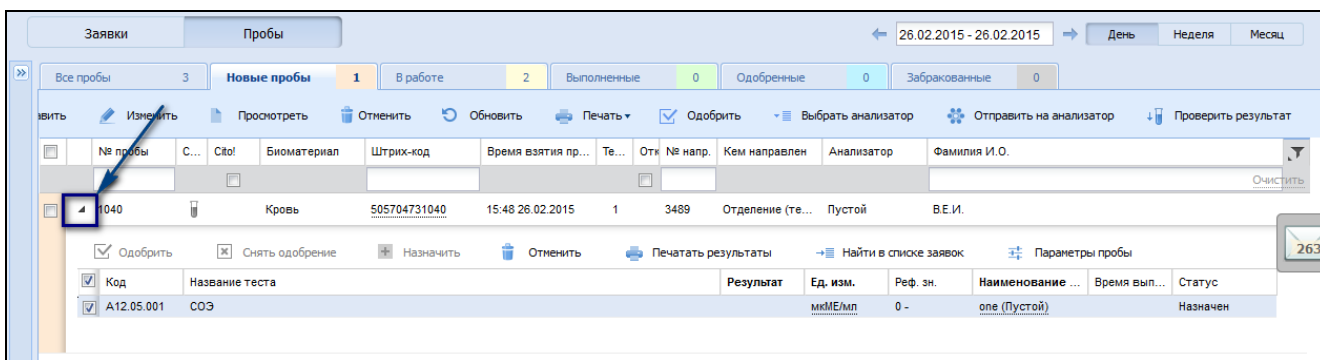 Заявки Пробы 26.02.2015 - 26.02.2015 День Неделя Месяц
Все пробы 3 Новые пробы 1 В работе 2 Выполненные 0 Одобренные 0 Забракованные 0
авить Изменить Просмотреть Отменить Обновить Печать Одобрить Выбрать анализатор Отправить на анализатор Проверить результат
№ пробы С... Cito! Биоматериал Штрих-код Время взятия пр... Те... Отк № напр. Кем направлен Анализатор Фамилия И.О.
Очистить
1040 Кровь 505704731040 15:48 26.02.2015 1 3489 Отделение (те... Пустой В.Е.И.
263
Одобрить Снять одобрение Назначить Отменить Печатать результаты Найти в списке заявок Параметры пробы
Код Название теста Результат Ед. изм. Реф. зн. Наименование ... Время вып... Статус
A12.05.001 СОЭ мкМЕ/мл 0 - one (Пустой) Назначен